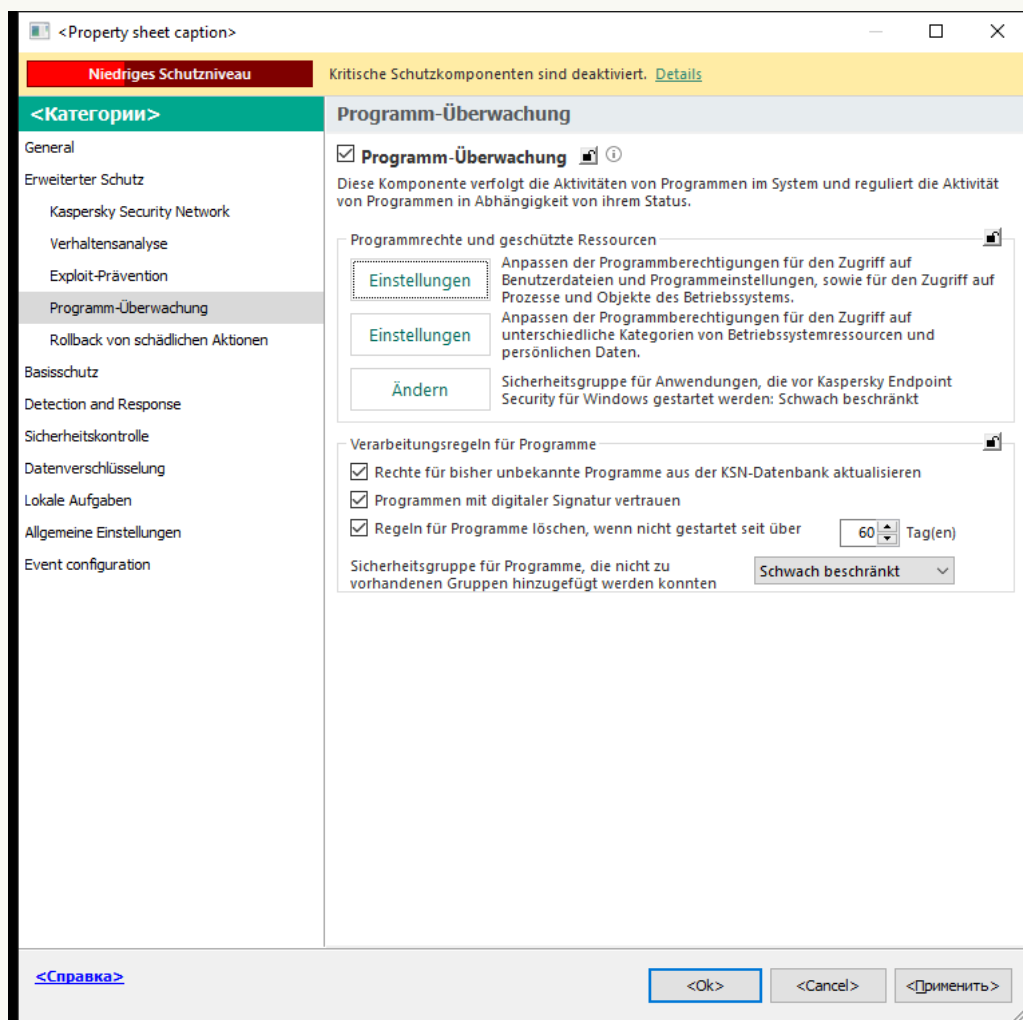 <Property sheet caption>
Niedriges Schutzniveau
Kritische Schutzkomponenten sind deaktiviert. Details
<Категории>
General
Erweiterter Schutz
Kaspersky Security Network
Verhaltensanalyse
Exploit-Prävention
Programm-Überwachung
Rollback von schädlichen Aktionen
Basisschutz
Detection and Response
Sicherheitskontrolle
Datenverschlüsselung
Lokale Aufgaben
Allgemeine Einstellungen
Event configuration
Programm-Überwachung
Programm-Überwachung
Diese Komponente verfolgt die Aktivitäten von Programmen im System und reguliert die Aktivität
von Programmen in Abhängigkeit von ihrem Status.
Programmrechte und geschützte Ressourcen
Einstellungen
Anpassen der Programmberechtigungen für den Zugriff auf
Benutzerdateien und Programmeinstellungen, sowie für den Zugriff auf
Prozesse und Objekte des Betriebssystems.
Einstellungen
Anpassen der Programmberechtigungen für den Zugriff auf
unterschiedliche Kategorien von Betriebssystemressourcen und
persönlichen Daten.
Ändern
Sicherheitsgruppe für Anwendungen, die vor Kaspersky Endpoint
Security für Windows gestartet werden: Schwach beschränkt
Verarbeitungsregeln für Programme
Rechte für bisher unbekannte Programme aus der KSN-Datenbank aktualisieren
Programmen mit digitaler Signatur vertrauen
Regeln für Programme löschen, wenn nicht gestartet seit über 60 Tag(en)
Sicherheitsgruppe für Programme, die nicht zu
vorhandenen Gruppen hinzugefügt werden konnten
Schwach beschränkt
<Справка>
<Ok> <Cancel> <Применить>